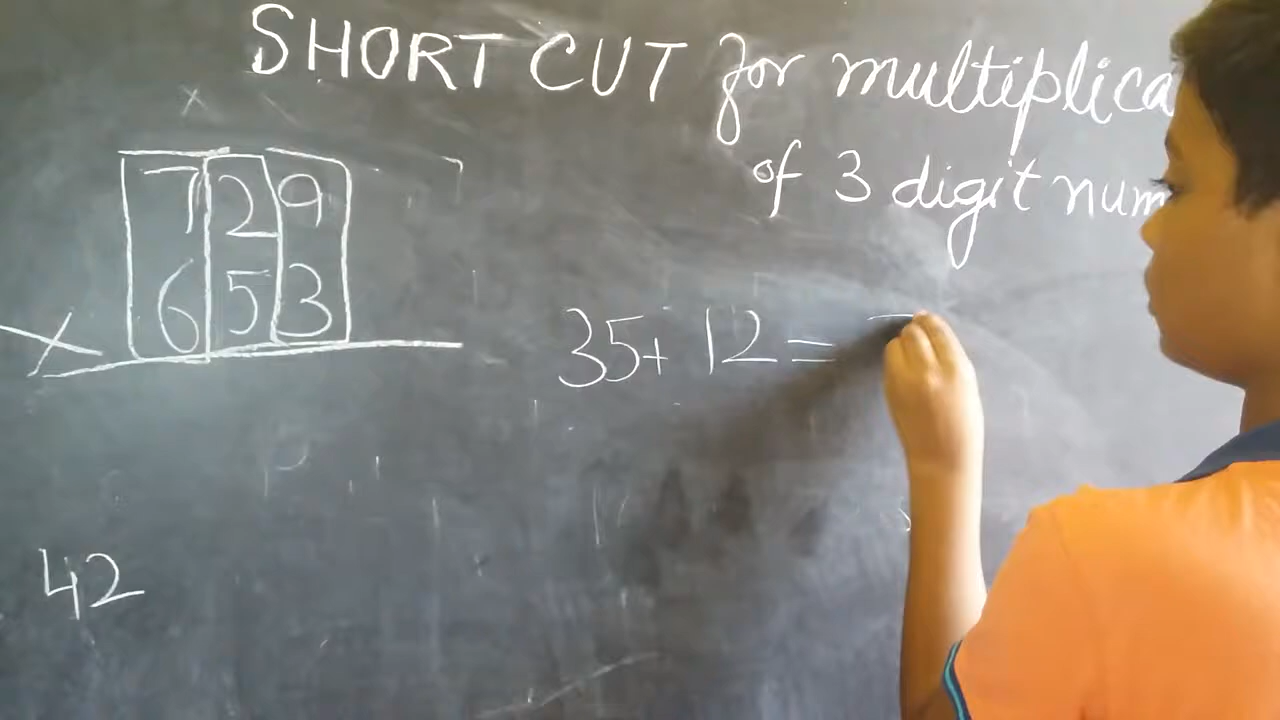 SHORT CUT for multiplica
of 3 digit num
729
× 653
35+ 12 =
42